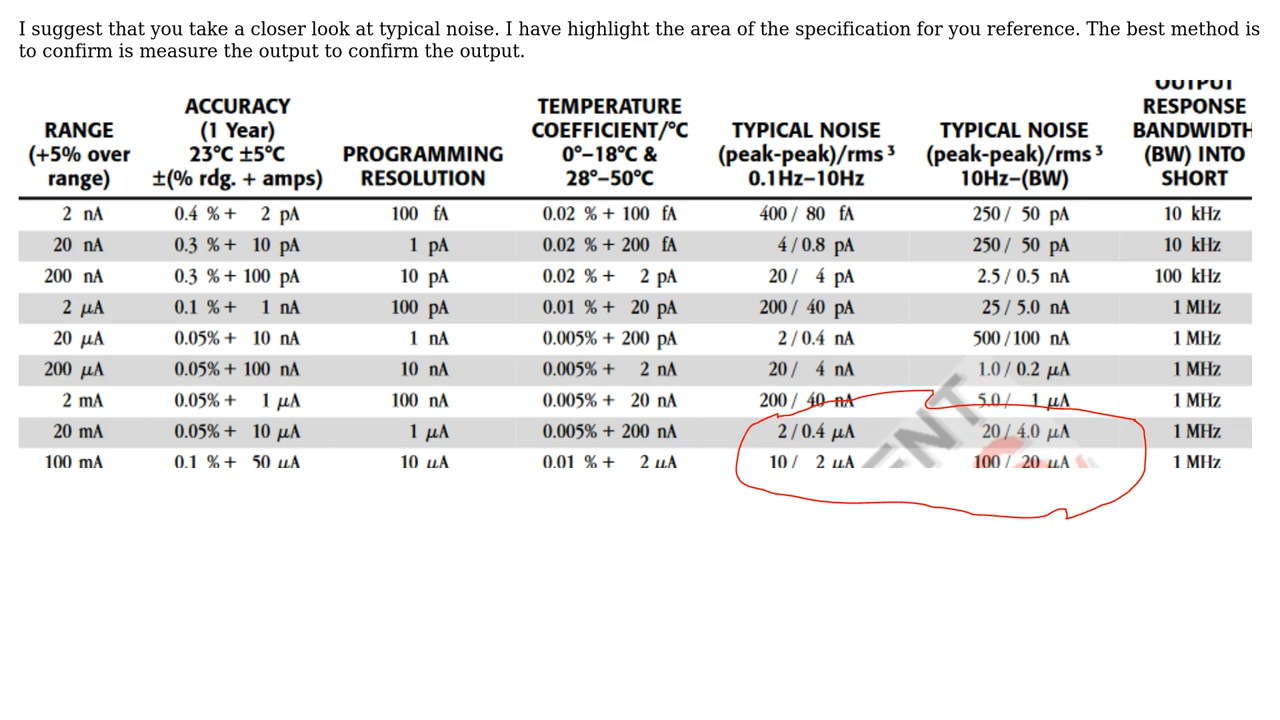 I suggest that you take a closer look at typical noise. I have highlight the area of the specification for you reference. The best method is
to confirm is measure the output to confirm the output.
OUTPUT
ACCURACY TEMPERATURE RESPONSE
RANGE (1 Year) COEFFICIENT/°C TYPICAL NOISE TYPICAL NOISE BANDWIDTH
(+5% over 23°C ±5°C PROGRAMMING 0°–18°C & (peak-peak)/rms³ (peak-peak)/rms³ (BW) INTO
range) ±(% rdg. + amps) RESOLUTION 28°–50°C 0.1Hz–10Hz 10Hz–(BW) SHORT
2 nA 0.4 % + 2 pA 100 fA 0.02 % + 100 fA 400 / 80 fA 250 / 50 pA 10 kHz
20 nA 0.3 % + 10 pA 1 pA 0.02 % + 200 fA 4 / 0.8 pA 250 / 50 pA 10 kHz
200 nA 0.3 % + 100 pA 10 pA 0.02 % + 2 pA 20 / 4 pA 2.5 / 0.5 nA 100 kHz
2 µA 0.1 % + 1 nA 100 pA 0.01 % + 20 pA 200 / 40 pA 25 / 5.0 nA 1 MHz
20 µA 0.05% + 10 nA 1 nA 0.005% + 200 pA 2 / 0.4 nA 500 / 100 nA 1 MHz
200 µA 0.05% + 100 nA 10 nA 0.005% + 2 nA 20 / 4 nA 1.0 / 0.2 µA 1 MHz
2 mA 0.05% + 1 µA 100 nA 0.005% + 20 nA 200 / 40 nA 5.0 / 1 µA 1 MHz
20 mA 0.05% + 10 µA 1 µA 0.005% + 200 nA 2 / 0.4 µA 20 / 4.0 µA 1 MHz
100 mA 0.1 % + 50 µA 10 µA 0.01 % + 2 µA 10 / 2 µA 100 / 20 µA 1 MHz